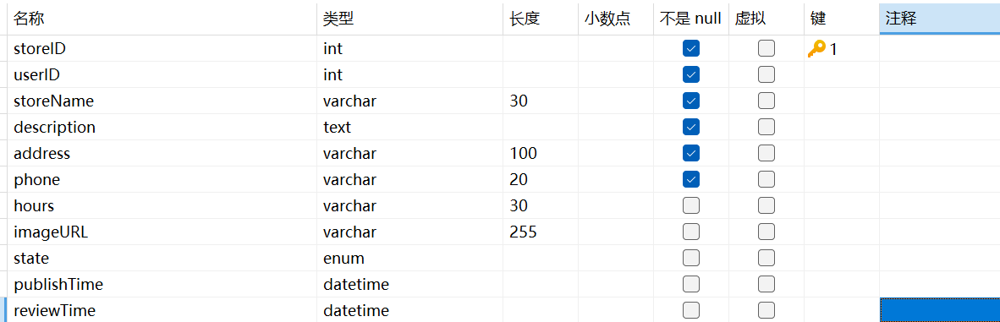 名称 类型 长度 小数点 不是 null 虚拟 键 注释
storeID int 1
userID int
storeName varchar 30
description text
address varchar 100
phone varchar 20
hours varchar 30
imageURL varchar 255
state enum
publishTime datetime
reviewTime datetime